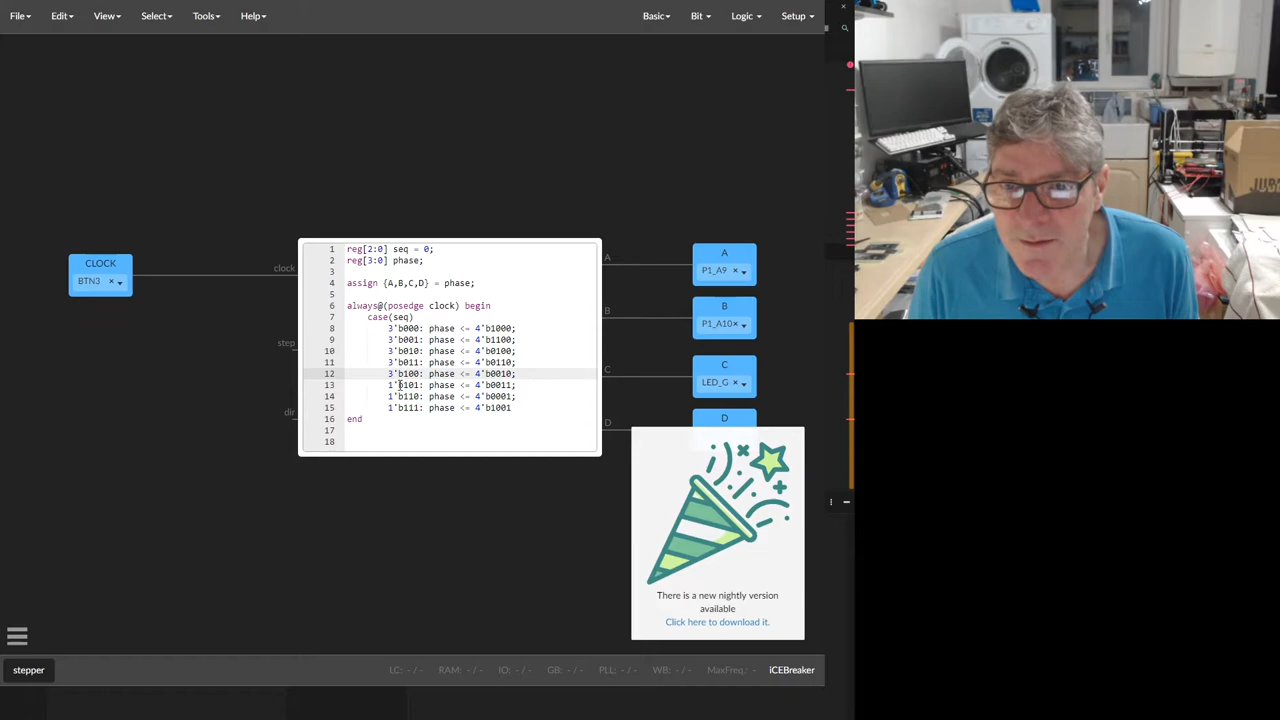 File Edit View Select Tools Help Basic Bit Logic Setup
CLOCK
BTN3
clock
step
dir
1 reg[2:0] seq = 0;
2 reg[3:0] phase;
3
4 assign {A,B,C,D} = phase;
5
6 always@(posedge clock) begin
7 case(seq)
8 3'b000: phase <= 4'b1000;
9 3'b001: phase <= 4'b1100;
10 3'b010: phase <= 4'b0100;
11 3'b011: phase <= 4'b0110;
12 3'b100: phase <= 4'b0010;
13 1'b101: phase <= 4'b0011;
14 1'b110: phase <= 4'b0001;
15 1'b111: phase <= 4'b1001
16 end
17
18
A
B
C
D
A
P1_A9
B
P1_A10
C
LED_G
D
There is a new nightly version
available
Click here to download it.
stepper LC: - / - RAM: - / - IO: - / - GB: - / - PLL: - / - WB: - / - MaxFreq.: - iCEBreaker